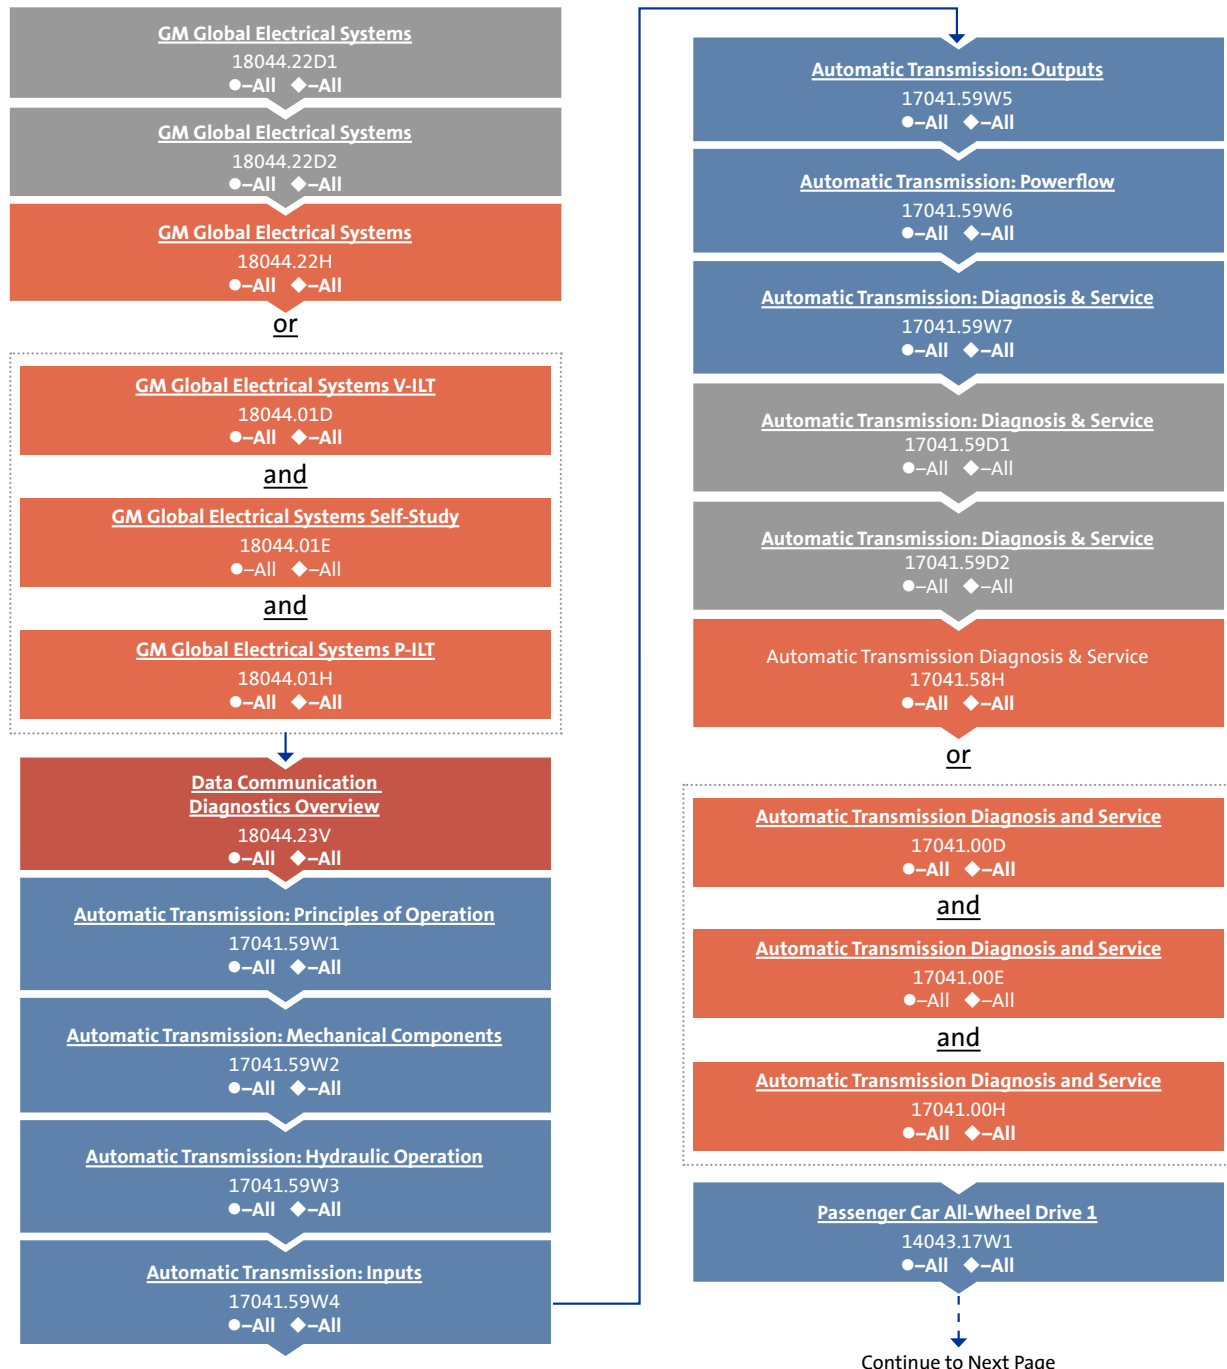 GM Global Electrical Systems
18044.22D1
●–All ◆–All
GM Global Electrical Systems
18044.22D2
●–All ◆–All
GM Global Electrical Systems
18044.22H
●–All ◆–All
or
GM Global Electrical Systems V-ILT
18044.01D
●–All ◆–All
and
GM Global Electrical Systems Self-Study
18044.01E
●–All ◆–All
and
GM Global Electrical Systems P-ILT
18044.01H
●–All ◆–All
Data Communication
Diagnostics Overview
18044.23V
●–All ◆–All
Automatic Transmission: Principles of Operation
17041.59W1
●–All ◆–All
Automatic Transmission: Mechanical Components
17041.59W2
●–All ◆–All
Automatic Transmission: Hydraulic Operation
17041.59W3
●–All ◆–All
Automatic Transmission: Inputs
17041.59W4
●–All ◆–All
Automatic Transmission: Outputs
17041.59W5
●–All ◆–All
Automatic Transmission: Powerflow
17041.59W6
●–All ◆–All
Automatic Transmission: Diagnosis & Service
17041.59W7
●–All ◆–All
Automatic Transmission: Diagnosis & Service
17041.59D1
●–All ◆–All
Automatic Transmission: Diagnosis & Service
17041.59D2
●–All ◆–All
Automatic Transmission Diagnosis & Service
17041.58H
●–All ◆–All
or
Automatic Transmission Diagnosis and Service
17041.00D
●–All ◆–All
and
Automatic Transmission Diagnosis and Service
17041.00E
●–All ◆–All
and
Automatic Transmission Diagnosis and Service
17041.00H
●–All ◆–All
Passenger Car All-Wheel Drive 1
14043.17W1
●–All ◆–All
Continue to Next Page